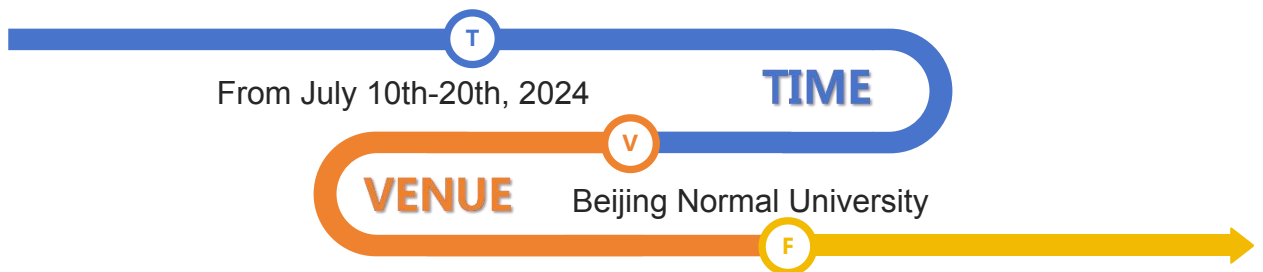 T
From July 10th-20th, 2024
TIME
V
VENUE
Beijing Normal University
F